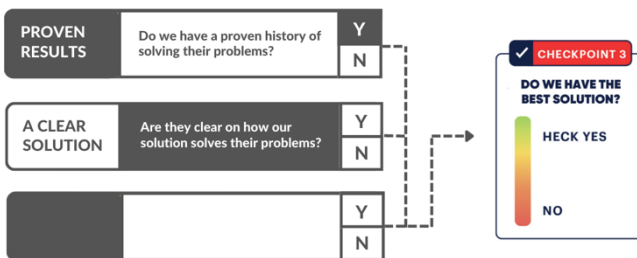 PROVEN
RESULTS
Do we have a proven history of
solving their problems?
Y
N
A CLEAR
SOLUTION
Are they clear on how our
solution solves their problems?
Y
N
Y
N
CHECKPOINT 3
DO WE HAVE THE
BEST SOLUTION?
HECK YES
NO